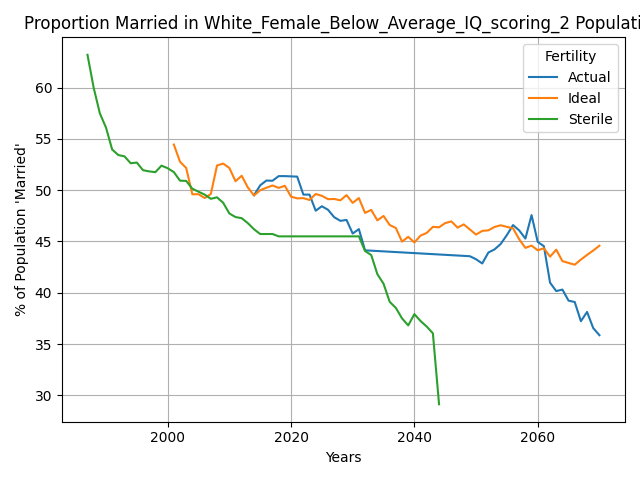 Proportion Married in White_Female_Below_Average_IQ_scoring_2 Populati
Fertility
Actual
Ideal
Sterile
60
55
50
45
40
35
30
% of Population 'Married'
2000 2020 2040 2060
Years